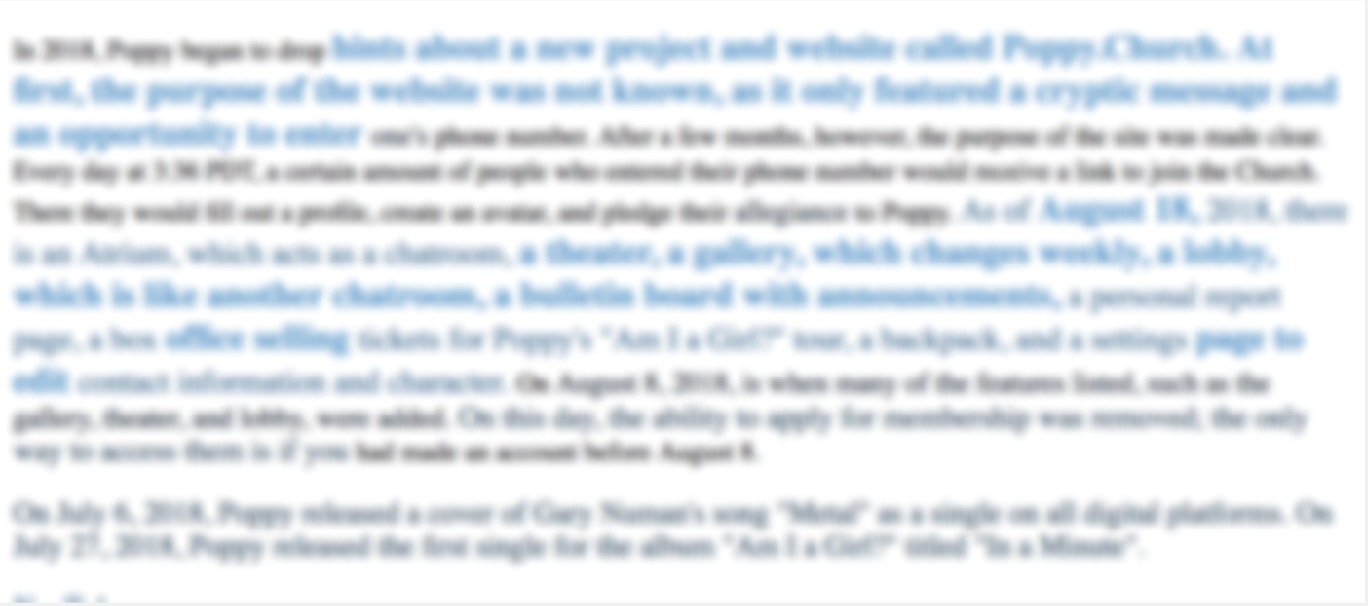 In 2018, Poppy began to drop hints about a new project and website called Poppy.Church. At
first, the purpose of the website was not known, as it only featured a cryptic message and
an opportunity to enter one's phone number. After a few months, however, the purpose of the site was made clear.
Every day at 3:36 PDT, a certain amount of people who entered their phone number would receive a link to join the Church.
There they would fill out a profile, create an avatar, and pledge their allegiance to Poppy. As of August 18, 2018, there
is an Atrium, which acts as a chatroom, a theater, a gallery, which changes weekly, a lobby,
which is like another chatroom, a bulletin board with announcements, a personal report
page, a box office selling tickets for Poppy's "Am I a Girl?" tour, a backpack, and a settings page to
edit contact information and character. On August 8, 2018, is when many of the features listed, such as the
gallery, theater, and lobby, were added. On this day, the ability to apply for membership was removed; the only
way to access them is if you had made an account before August 8.
On July 6, 2018, Poppy released a cover of Gary Numan's song "Metal" as a single on all digital platforms. On
July 27, 2018, Poppy released the first single for the album "Am I a Girl?" titled "In a Minute".